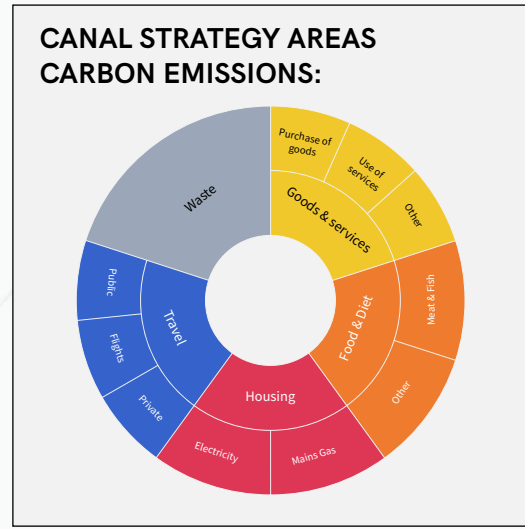 CANAL STRATEGY AREAS
CARBON EMISSIONS:
Purchase of
goods
Use of
services
Other
Goods & services
Meat & Fish
Other
Food & Diet
Mains Gas
Electricity
Housing
Private
Flights
Public
Travel
Waste